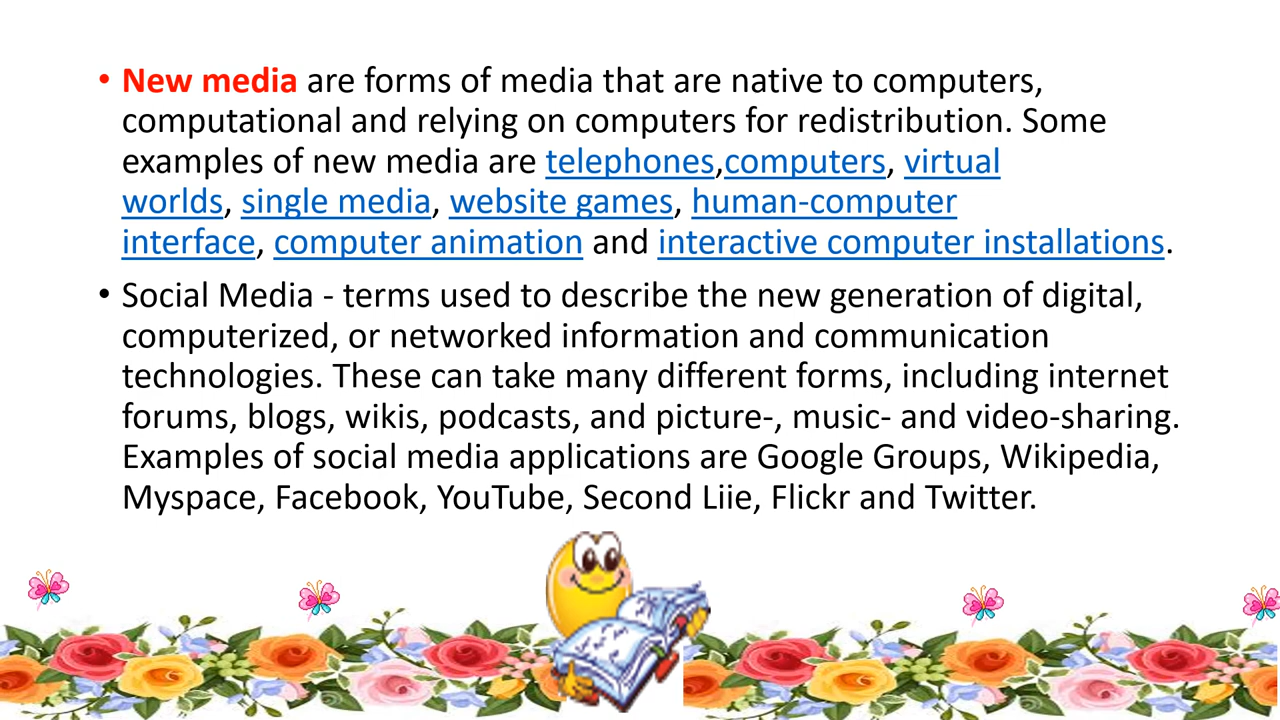 • New media are forms of media that are native to computers,
computational and relying on computers for redistribution. Some
examples of new media are telephones,computers, virtual
worlds, single media, website games, human-computer
interface, computer animation and interactive computer installations.
• Social Media - terms used to describe the new generation of digital,
computerized, or networked information and communication
technologies. These can take many different forms, including internet
forums, blogs, wikis, podcasts, and picture-, music- and video-sharing.
Examples of social media applications are Google Groups, Wikipedia,
Myspace, Facebook, YouTube, Second Liie, Flickr and Twitter.